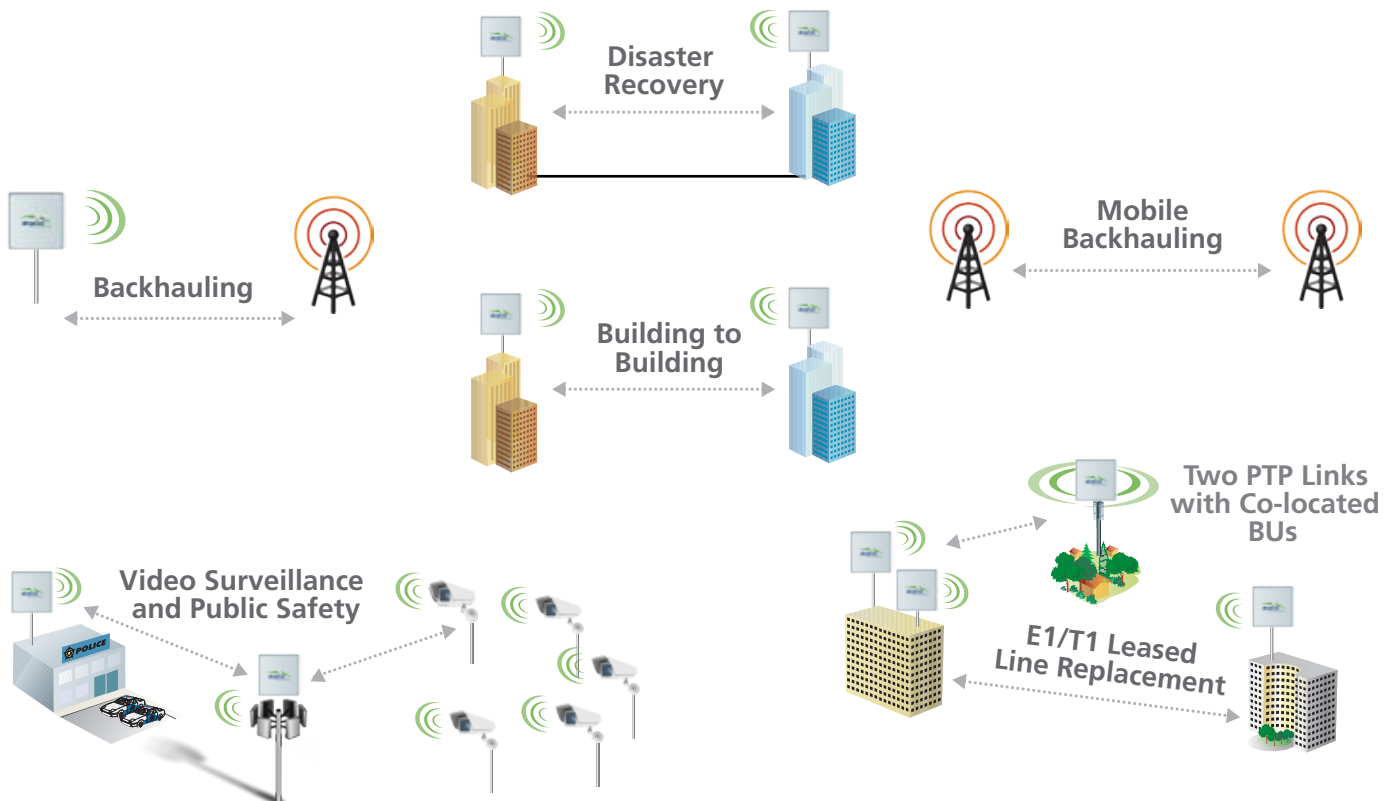 Disaster
Recovery
Mobile
Backhauling
Backhauling
Building to
Building
Two PTP Links
with Co-located
BUs
Video Surveillance
and Public Safety
POLICE
E1/T1 Leased
Line Replacement